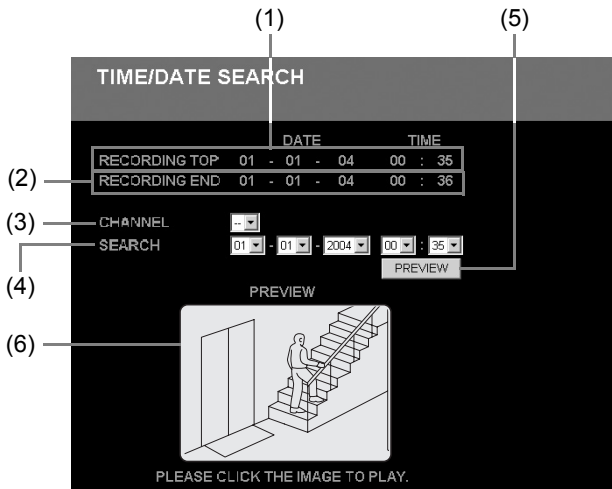 (1) (5)
TIME/DATE SEARCH
DATE TIME
RECORDING TOP 01 - 01 - 04 00 : 35
(2) RECORDING END 01 - 01 - 04 00 : 36
(3) CHANNEL --
SEARCH 01 - 01 - 2004 00 : 35
(4) PREVIEW
PREVIEW
(6)
PLEASE CLICK THE IMAGE TO PLAY.